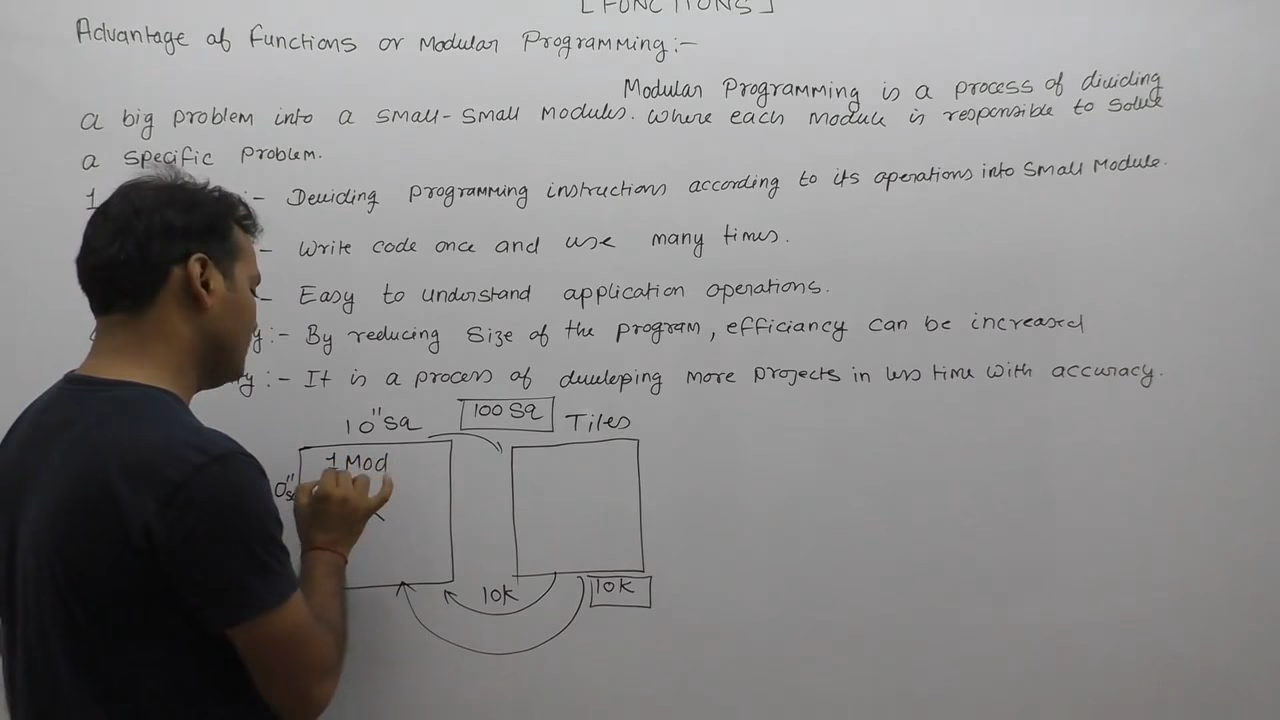 [FUNCTIONS]
Advantage of Functions or Modular Programming:-
Modular Programming is a process of dividing
a big problem into a small-small modules. Where each module is responsible to solve
a specific problem.
1 :- Deviding programming instructions according to its operations into small module.
- Write code once and use many times.
- Easy to understand application operations.
y:- By reducing size of the program, efficiancy can be increased
y:- It is a process of developing more projects in less time with accuracy.
10" sq 100 sq Tiles
1 Mod
0"
10k 10k